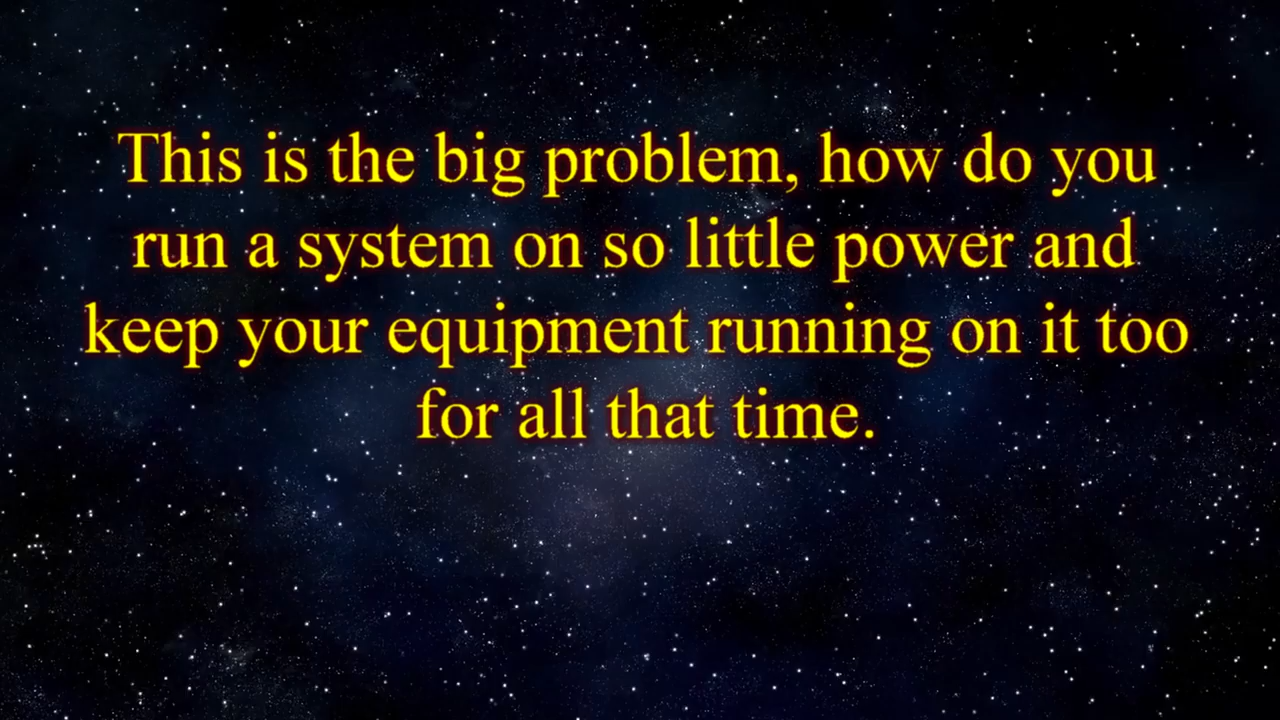 This is the big problem, how do you
run a system on so little power and
keep your equipment running on it too
for all that time.